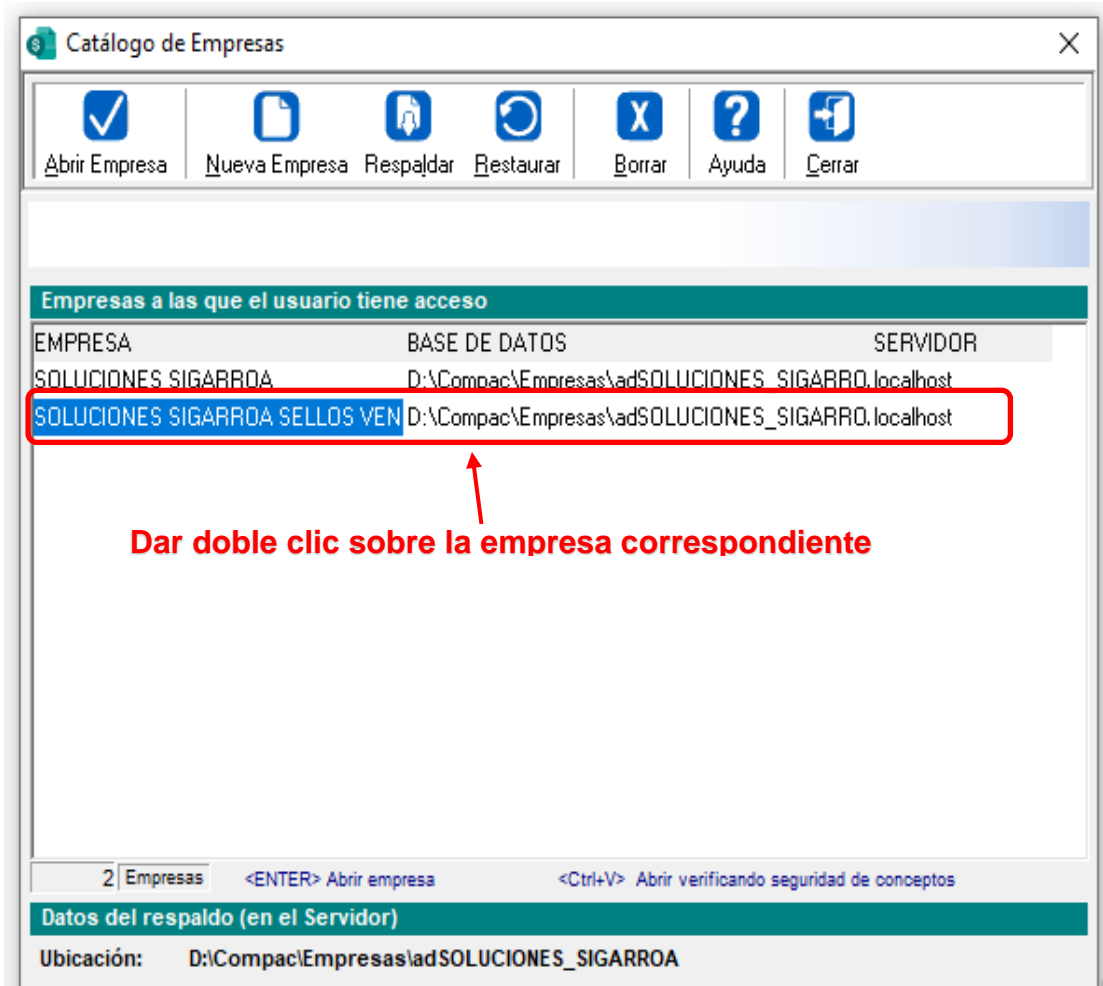 Catálogo de Empresas
Abrir Empresa Nueva Empresa Respaldar Restaurar Borrar Ayuda Cerrar
Empresas a las que el usuario tiene acceso
EMPRESA BASE DE DATOS SERVIDOR
SOLUCIONES SIGARROA D:\Compac\Empresas\adSOLUCIONES_SIGARRO. localhost
SOLUCIONES SIGARROA SELLOS VEN D:\Compac\Empresas\adSOLUCIONES_SIGARRO. localhost
Dar doble clic sobre la empresa correspondiente
2 Empresas <ENTER> Abrir empresa <Ctrl+V> Abrir verificando seguridad de conceptos
Datos del respaldo (en el Servidor)
Ubicación: D:\Compac\Empresas\adSOLUCIONES_SIGARROA